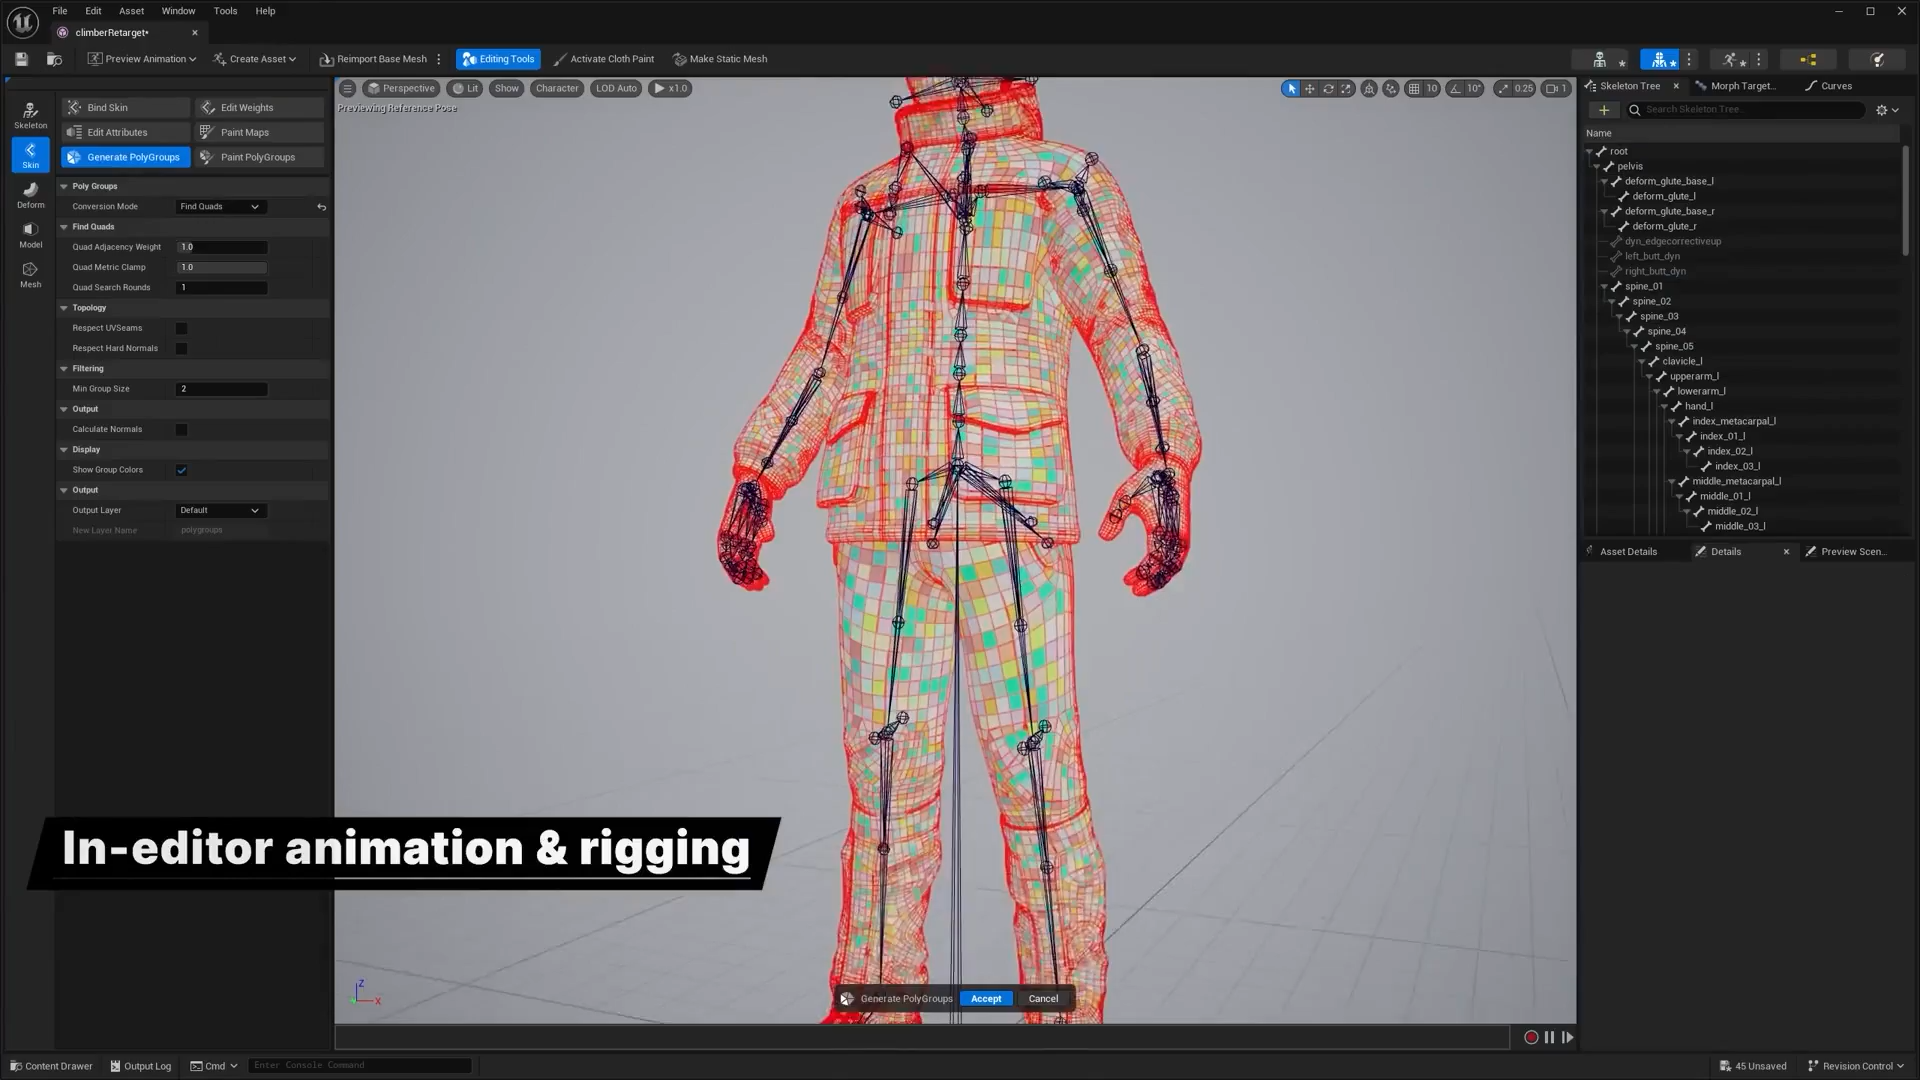 File Edit Asset Window Tools Help
climberRetarget*
Preview Animation Create Asset Reimport Base Mesh Editing Tools Activate Cloth Paint Make Static Mesh
Skeleton
Skin
Deform
Model
Mesh
Bind Skin Edit Weights
Edit Attributes Paint Maps
Generate PolyGroups Paint PolyGroups
Poly Groups
Conversion Mode Find Quads
Find Quads
Quad Adjacency Weight 1.0
Quad Metric Clamp 1.0
Quad Search Rounds 1
Topology
Respect UVSeams
Respect Hard Normals
Filtering
Min Group Size 2
Output
Calculate Normals
Display
Show Group Colors
Output
Output Layer Default
New Layer Name polygroups
Perspective Lit Show Character LOD Auto x1.0
10 10° 0.25 1
Previewing Reference Pose
Z
X
Generate PolyGroups Accept Cancel
In-editor animation & rigging
Skeleton Tree Morph Target... Curves
Search Skeleton Tree...
Name
root
pelvis
deform_glute_base_l
deform_glute_l
deform_glute_base_r
deform_glute_r
dyn_edgecorrectiveup
left_butt_dyn
right_butt_dyn
spine_01
spine_02
spine_03
spine_04
spine_05
clavicle_l
upperarm_l
lowerarm_l
hand_l
index_metacarpal_l
index_01_l
index_02_l
index_03_l
middle_metacarpal_l
middle_01_l
middle_02_l
middle_03_l
Asset Details Details Preview Scen...
Content Drawer Output Log Cmd Enter Console Command
45 Unsaved Revision Control